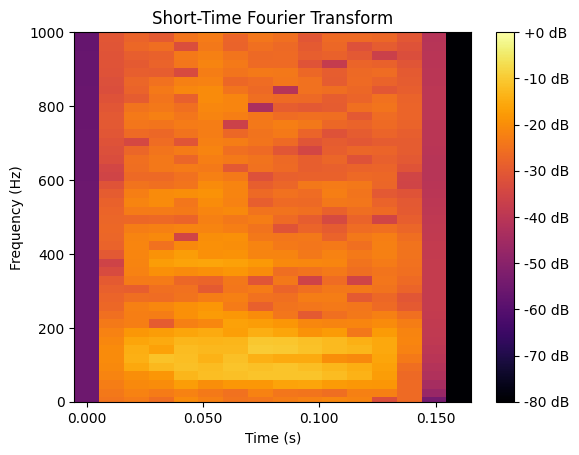 Short-Time Fourier Transform
1000
800
600
400
200
0
Frequency (Hz)
0.000
0.050
0.100
0.150
Time (s)
+0 dB
-10 dB
-20 dB
-30 dB
-40 dB
-50 dB
-60 dB
-70 dB
-80 dB